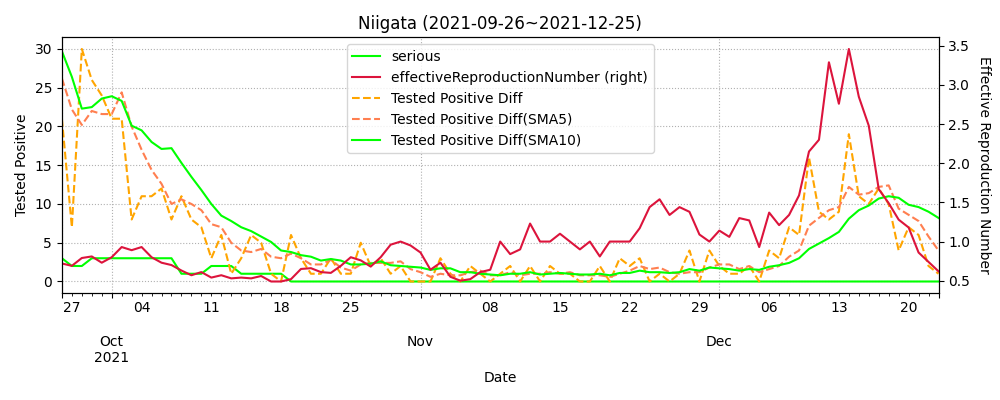 Niigata (2021-09-26~2021-12-25)
serious
effectiveReproductionNumber (right)
Tested Positive Diff
Tested Positive Diff(SMA5)
Tested Positive Diff(SMA10)
Tested Positive
30
25
20
15
10
5
0
3.5
3.0
2.5
2.0
1.5
1.0
0.5
Effective Reproduction Number
27 04 11 18 25 08 15 22 29 06 13 20
Oct Nov Dec
2021
Date